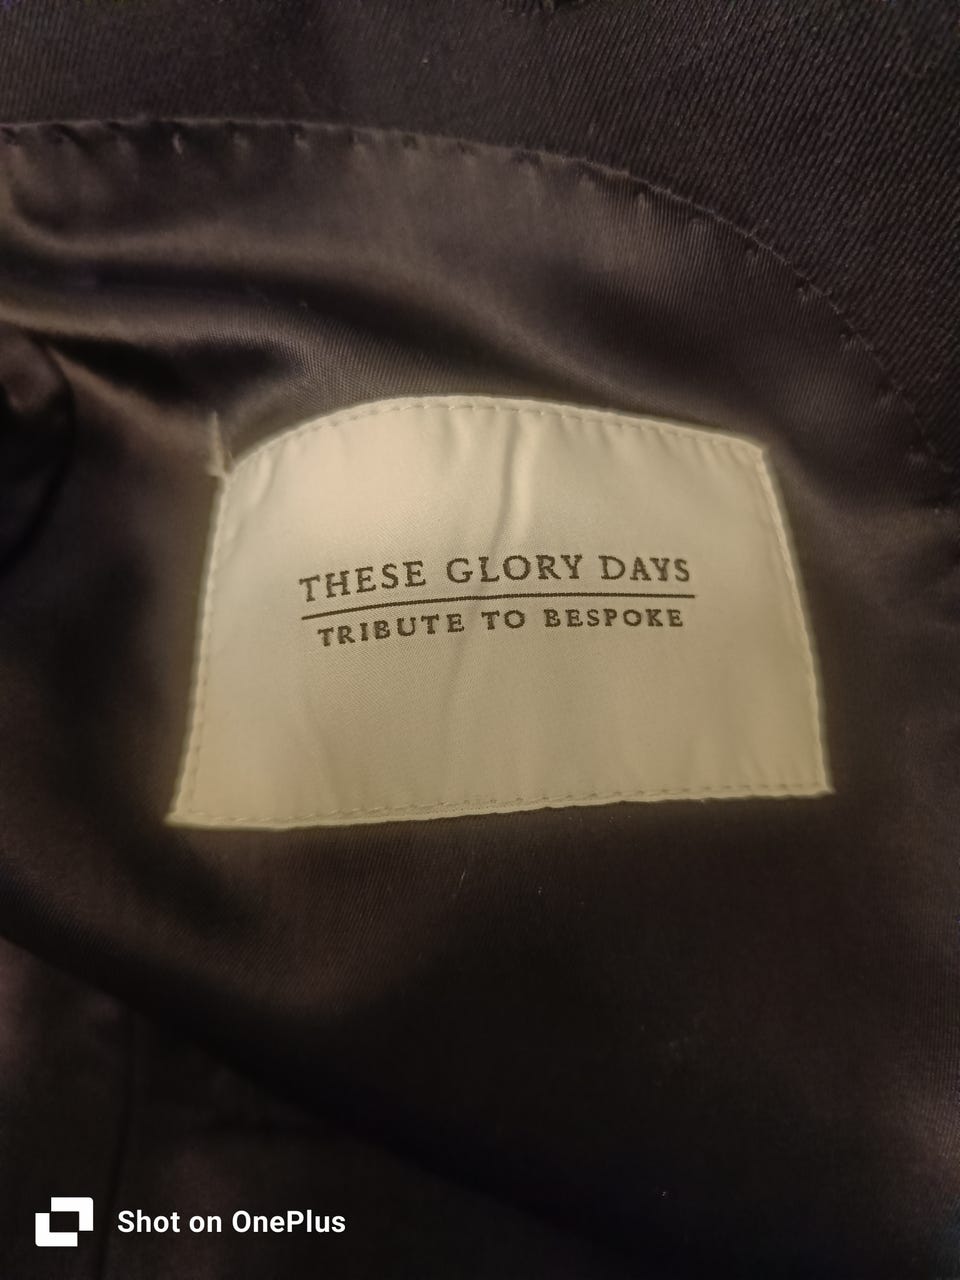 THESE GLORY DAYS
TRIBUTE TO BESPOKE
Shot on OnePlus